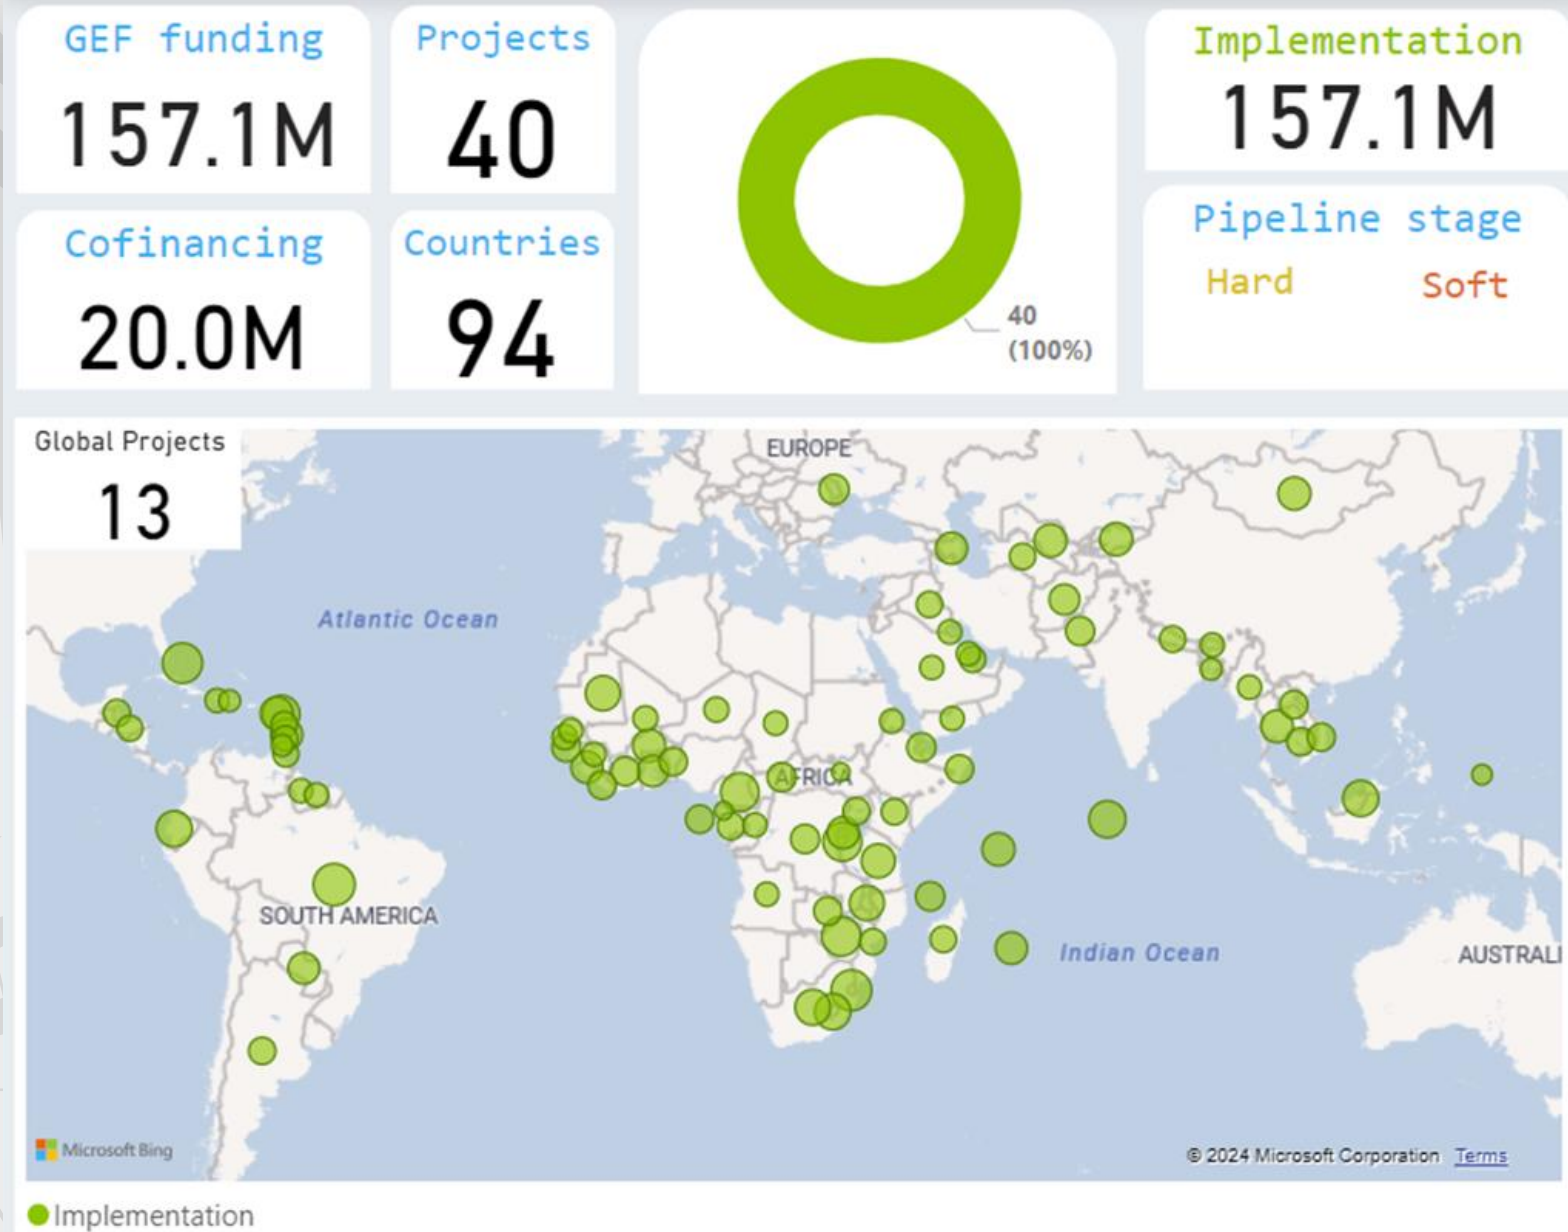 GEF funding
157.1M
Projects
40
Cofinancing
20.0M
Countries
94
40
(100%)
Implementation
157.1M
Pipeline stage
Hard
Soft
Global Projects
13
EUROPE
Atlantic Ocean
AFRICA
SOUTH AMERICA
Indian Ocean
AUSTRALI
Microsoft Bing
© 2024 Microsoft Corporation Terms
Implementation